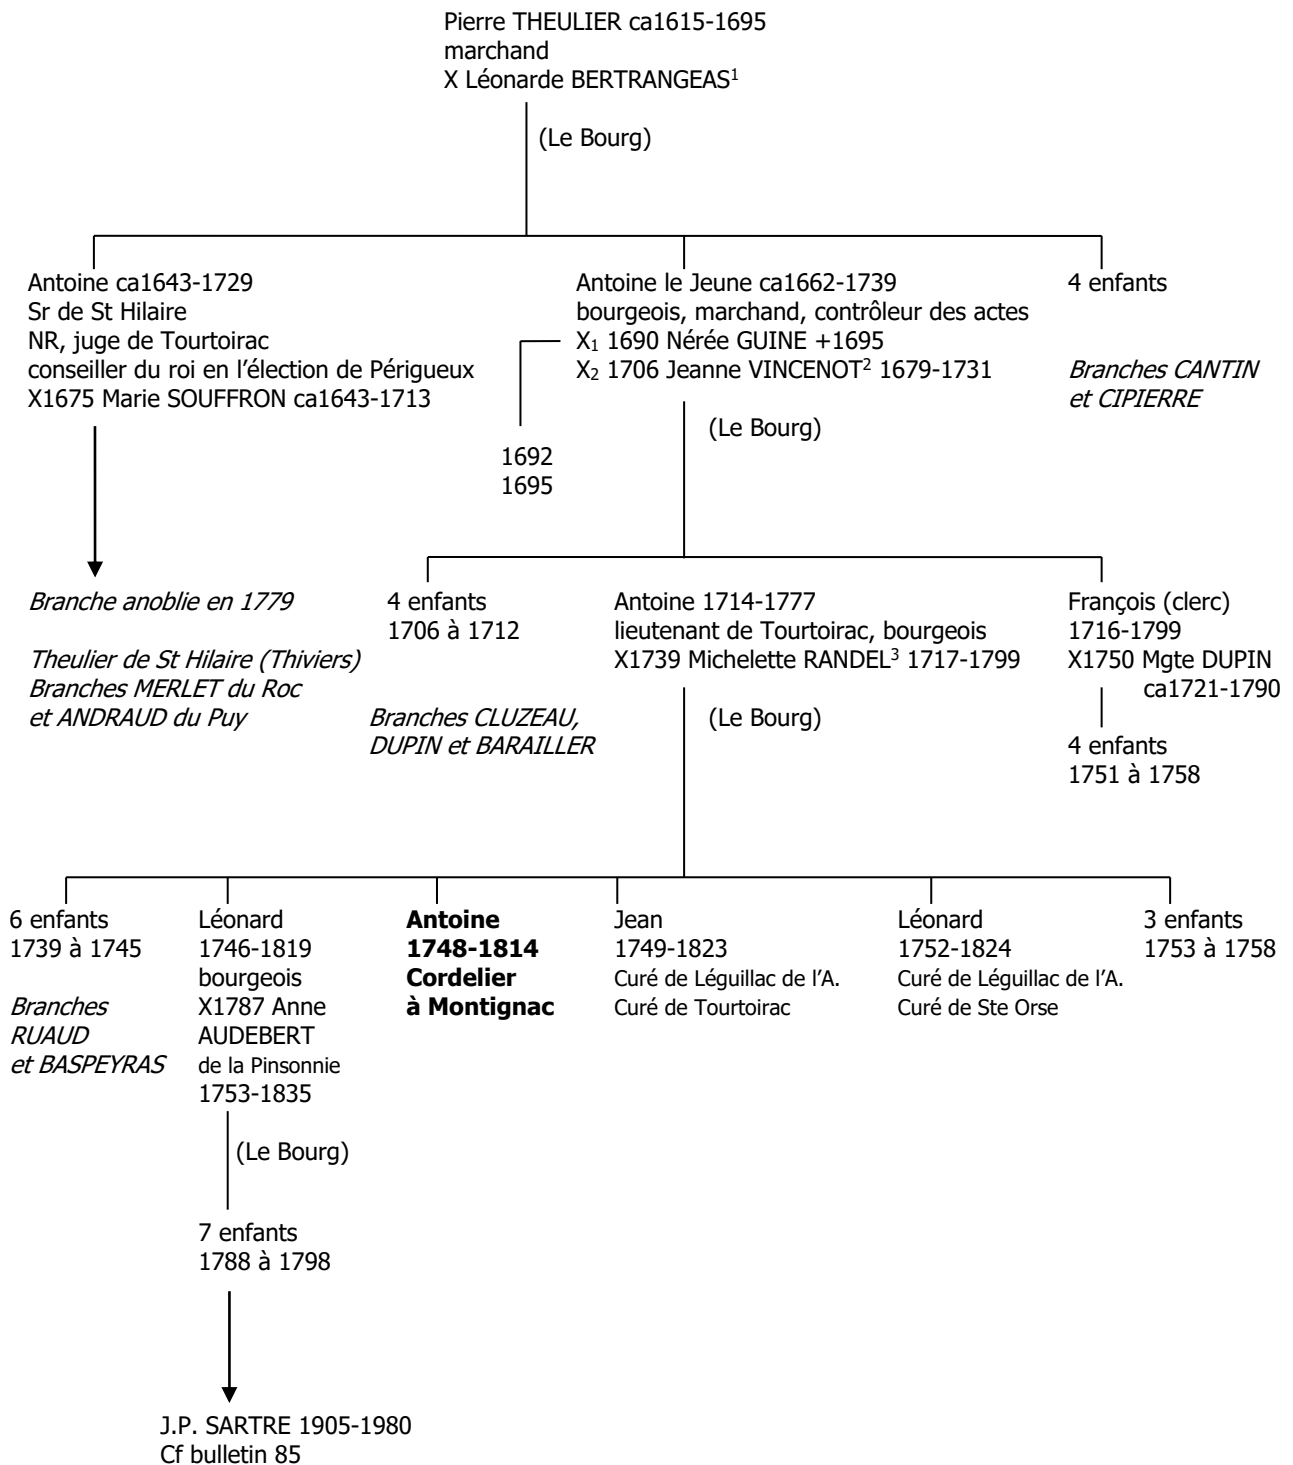 Pierre THEULIER ca1615-1695
marchand
X Léonarde BERTRANGEAS¹
(Le Bourg)
Antoine ca1643-1729
Sr de St Hilaire
NR, juge de Tourtoirac
conseiller du roi en l’élection de Périgueux
X1675 Marie SOUFFRON ca1643-1713
Antoine le Jeune ca1662-1739
bourgeois, marchand, contrôleur des actes
X₁ 1690 Nérée GUINE +1695
X₂ 1706 Jeanne VINCENOT² 1679-1731
4 enfants
Branches CANTIN
et CIPIERRE
(Le Bourg)
1692
1695
Branche anoblie en 1779
Theulier de St Hilaire (Thiviers)
Branches MERLET du Roc
et ANDRAUD du Puy
4 enfants
1706 à 1712
Branches CLUZEAU,
DUPIN et BARAILLER
Antoine 1714-1777
lieutenant de Tourtoirac, bourgeois
X1739 Michelette RANDEL³ 1717-1799
(Le Bourg)
François (clerc)
1716-1799
X1750 Mgte DUPIN
ca1721-1790
4 enfants
1751 à 1758
6 enfants
1739 à 1745
Branches
RUAUD
et BASPEYRAS
Léonard
1746-1819
bourgeois
X1787 Anne
AUDEBERT
de la Pinsonnie
1753-1835
Antoine
1748-1814
Cordelier
à Montignac
Jean
1749-1823
Curé de Léguillac de l’A.
Curé de Tourtoirac
Léonard
1752-1824
Curé de Léguillac de l’A.
Curé de Ste Orse
3 enfants
1753 à 1758
(Le Bourg)
7 enfants
1788 à 1798
J.P. SARTRE 1905-1980
Cf bulletin 85